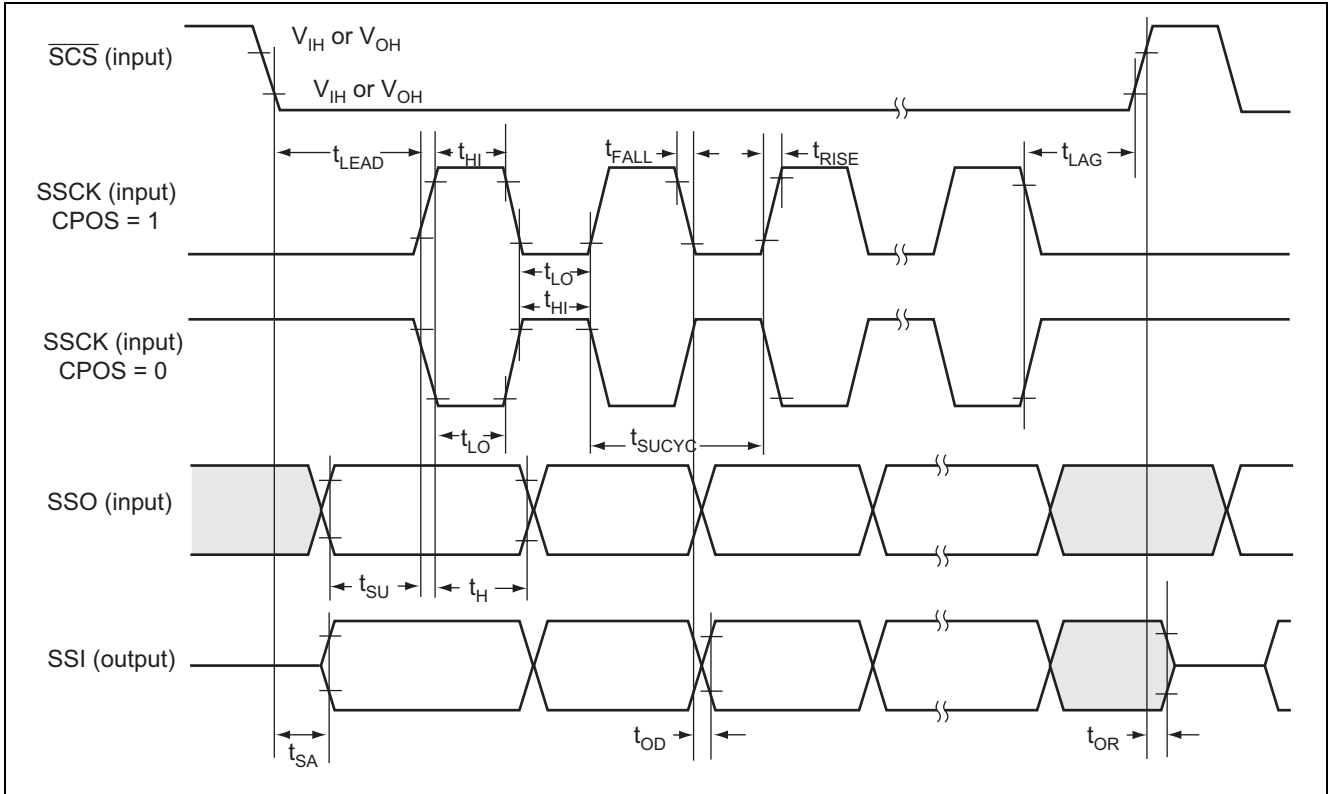 SCS (input)
VIH or VOH
VIH or VOH
tLEAD
tHI
tFALL
tRISE
tLAG
SSCK (input)
CPOS = 1
tLO
tHI
SSCK (input)
CPOS = 0
tLO
tSUCYC
SSO (input)
tSU
tH
SSI (output)
tSA
tOD
tOR